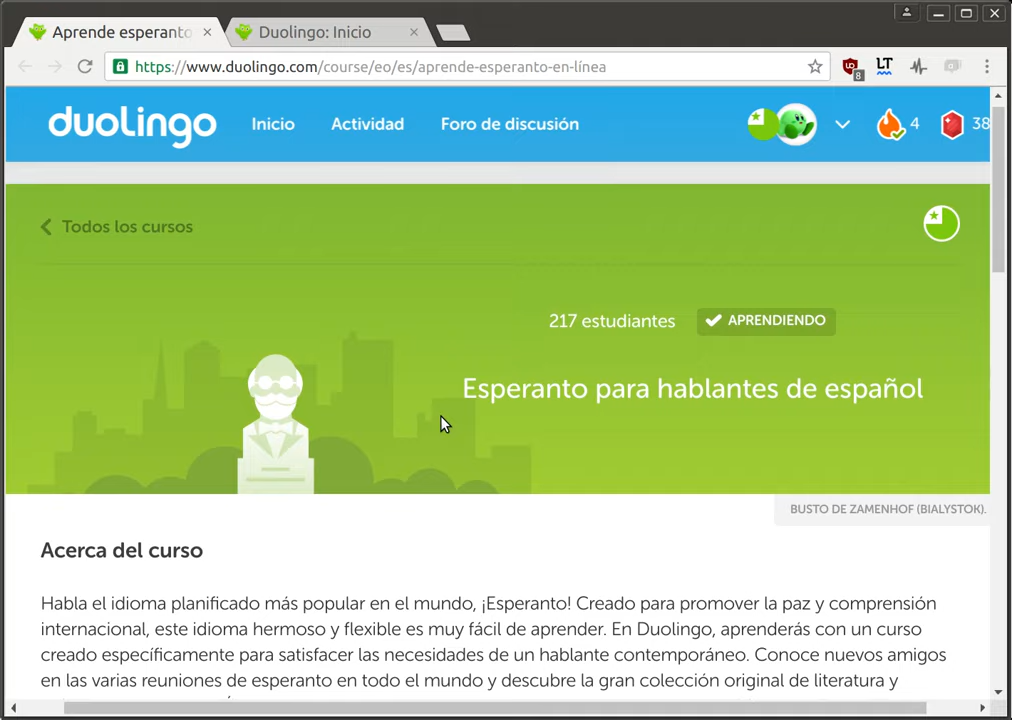 Aprende esperanto
Duolingo: Inicio
https://www.duolingo.com/course/eo/es/aprende-esperanto-en-línea
8
LT
duolingo
Inicio
Actividad
Foro de discusión
4
38
Todos los cursos
217 estudiantes
APRENDIENDO
Esperanto para hablantes de español
BUSTO DE ZAMENHOF (BIALYSTOK).
Acerca del curso
Habla el idioma planificado más popular en el mundo, ¡Esperanto! Creado para promover la paz y comprensión
internacional, este idioma hermoso y flexible es muy fácil de aprender. En Duolingo, aprenderás con un curso
creado específicamente para satisfacer las necesidades de un hablante contemporáneo. Conoce nuevos amigos
en las varias reuniones de esperanto en todo el mundo y descubre la gran colección original de literatura y